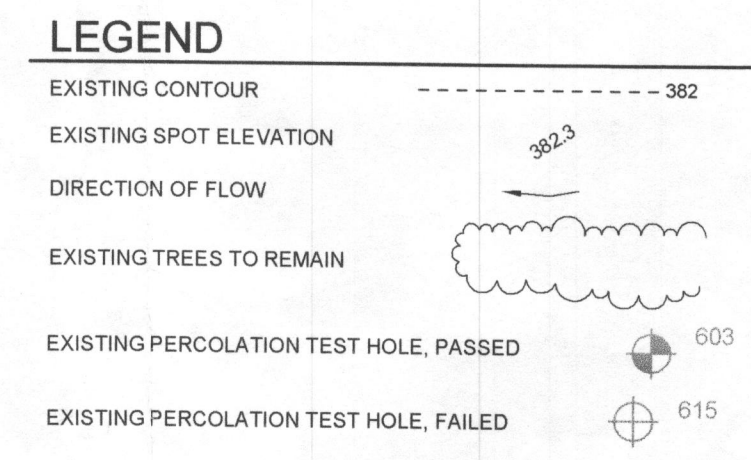 LEGEND
EXISTING CONTOUR 382
EXISTING SPOT ELEVATION 382.3
DIRECTION OF FLOW
EXISTING TREES TO REMAIN
EXISTING PERCOLATION TEST HOLE, PASSED 603
EXISTING PERCOLATION TEST HOLE, FAILED 615